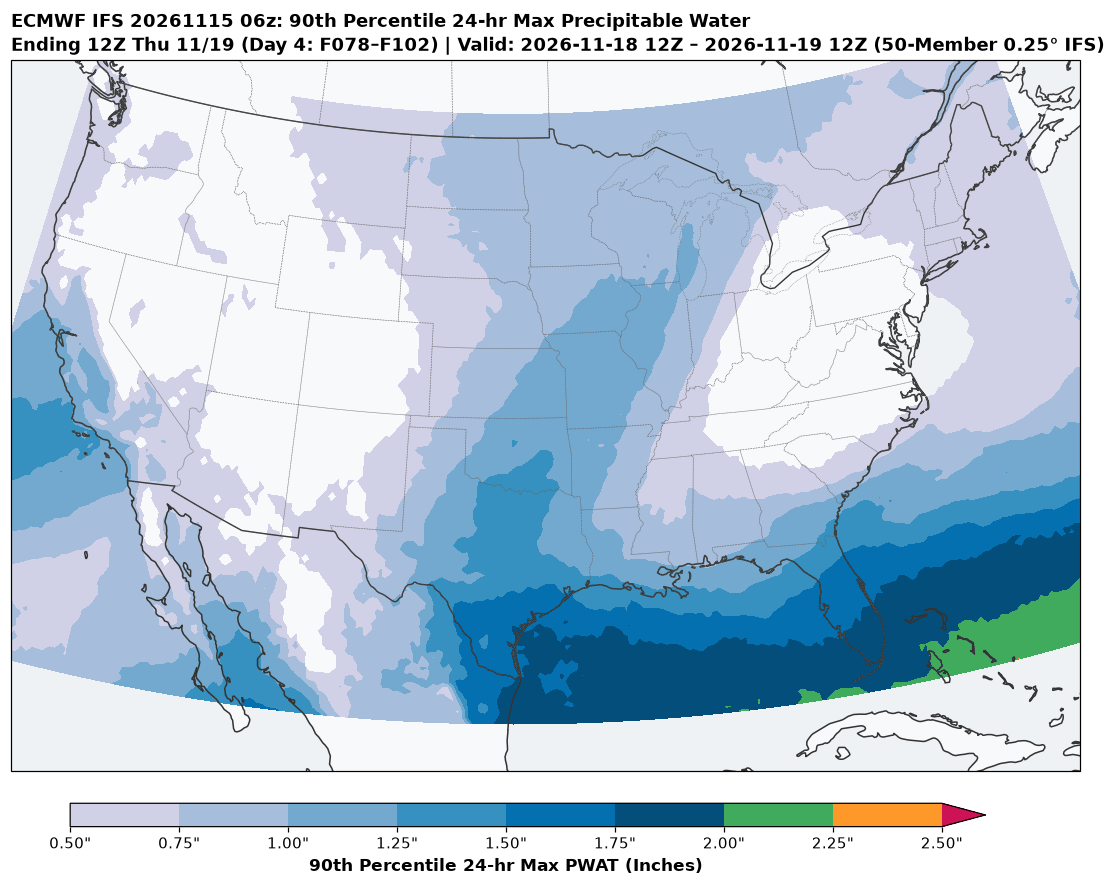 ECMWF IFS 20261115 06z: 90th Percentile 24-hr Max Precipitable Water
Ending 12Z Thu 11/19 (Day 4: F078–F102) | Valid: 2026-11-18 12Z – 2026-11-19 12Z (50-Member 0.25° IFS)
0.50" 0.75" 1.00" 1.25" 1.50" 1.75" 2.00" 2.25" 2.50"
90th Percentile 24-hr Max PWAT (Inches)